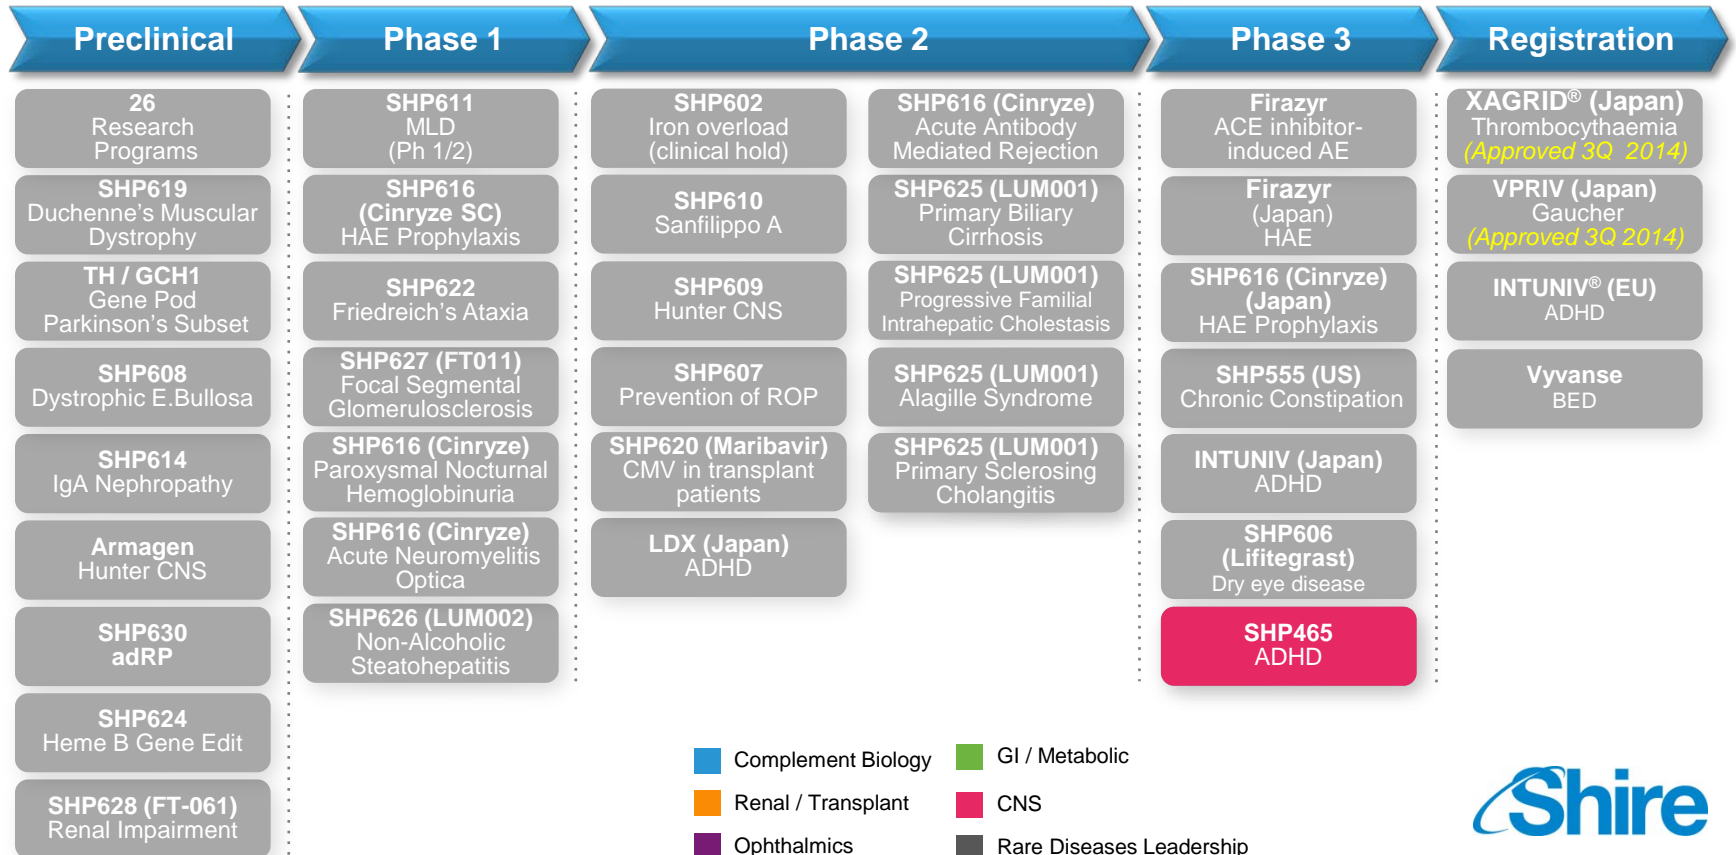 Preclinical
Phase 1
Phase 2
Phase 3
Registration
26
Research
Programs
SHP619
Duchenne's Muscular
Dystrophy
TH / GCH1
Gene Pod
Parkinson's Subset
SHP608
Dystrophic E.Bullosa
SHP614
IgA Nephropathy
Armagen
Hunter CNS
SHP630
adRP
SHP624
Heme B Gene Edit
SHP628 (FT-061)
Renal Impairment
SHP611
MLD
(Ph 1/2)
SHP616
(Cinryze SC)
HAE Prophylaxis
SHP622
Friedreich's Ataxia
SHP627 (FT011)
Focal Segmental
Glomerulosclerosis
SHP616 (Cinryze)
Paroxysmal Nocturnal
Hemoglobinuria
SHP616 (Cinryze)
Acute Neuromyelitis
Optica
SHP626 (LUM002)
Non-Alcoholic
Steatohepatitis
SHP602
Iron overload
(clinical hold)
SHP610
Sanfilippo A
SHP609
Hunter CNS
SHP607
Prevention of ROP
SHP620 (Maribavir)
CMV in transplant
patients
LDX (Japan)
ADHD
SHP616 (Cinryze)
Acute Antibody
Mediated Rejection
SHP625 (LUM001)
Primary Biliary
Cirrhosis
SHP625 (LUM001)
Progressive Familial
Intrahepatic Cholestasis
SHP625 (LUM001)
Alagille Syndrome
SHP625 (LUM001)
Primary Sclerosing
Cholangitis
Firazyr
ACE inhibitor-
induced AE
Firazyr
(Japan)
HAE
SHP616 (Cinryze)
(Japan)
HAE Prophylaxis
SHP555 (US)
Chronic Constipation
INTUNIV (Japan)
ADHD
SHP606
(Lifitegrast)
Dry eye disease
SHP465
ADHD
XAGRID® (Japan)
Thrombocythaemia
(Approved 3Q 2014)
VPRIV (Japan)
Gaucher
(Approved 3Q 2014)
INTUNIV® (EU)
ADHD
Vyvanse
BED
Complement Biology
GI / Metabolic
Renal / Transplant
CNS
Ophthalmics
Rare Diseases Leadership
Shire